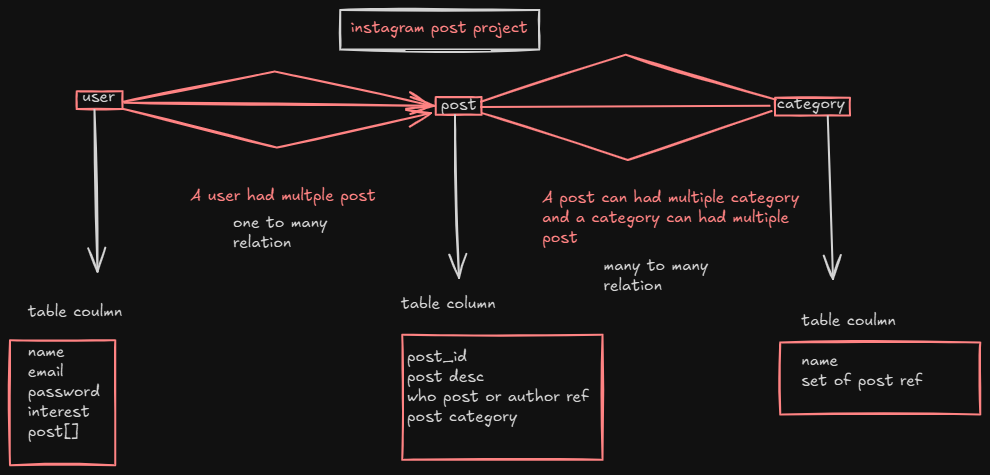 instagram post project
user
post
category
A user had multple post
one to many
relation
A post can had multiple category
and a category can had multiple
post
many to many
relation
table coulmn
name
email
password
interest
post[]
table column
post_id
post desc
who post or author ref
post category
table coulmn
name
set of post ref